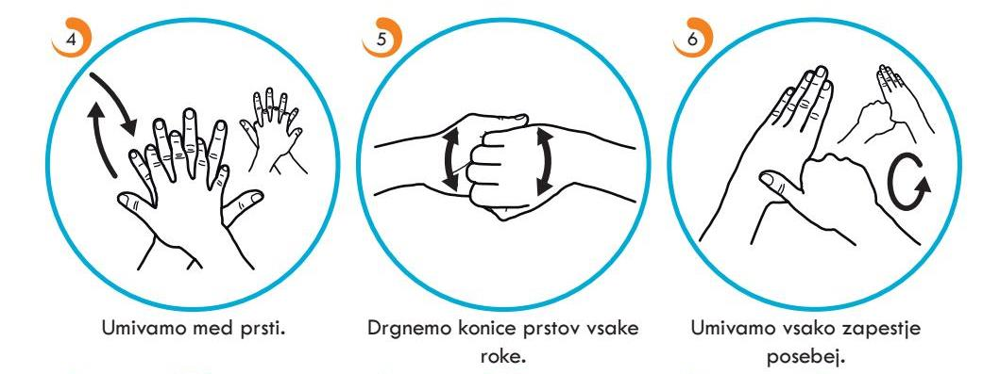 4
5
6
Umivamo med prsti.
Drgnemo konice prstov vsake
roke.
Umivamo vsako zapestje
posebej.